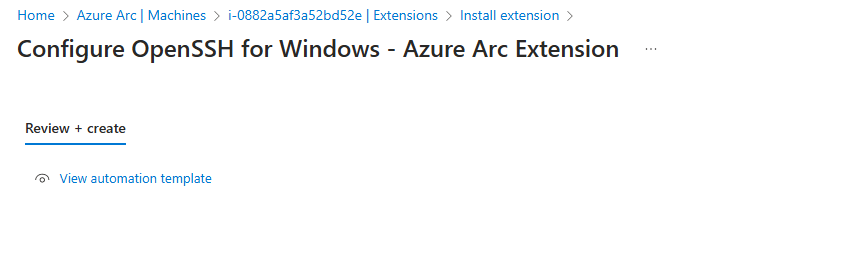 Home > Azure Arc | Machines > i-0882a5af3a52bd52e | Extensions > Install extension >
Configure OpenSSH for Windows - Azure Arc Extension ...
Review + create
View automation template